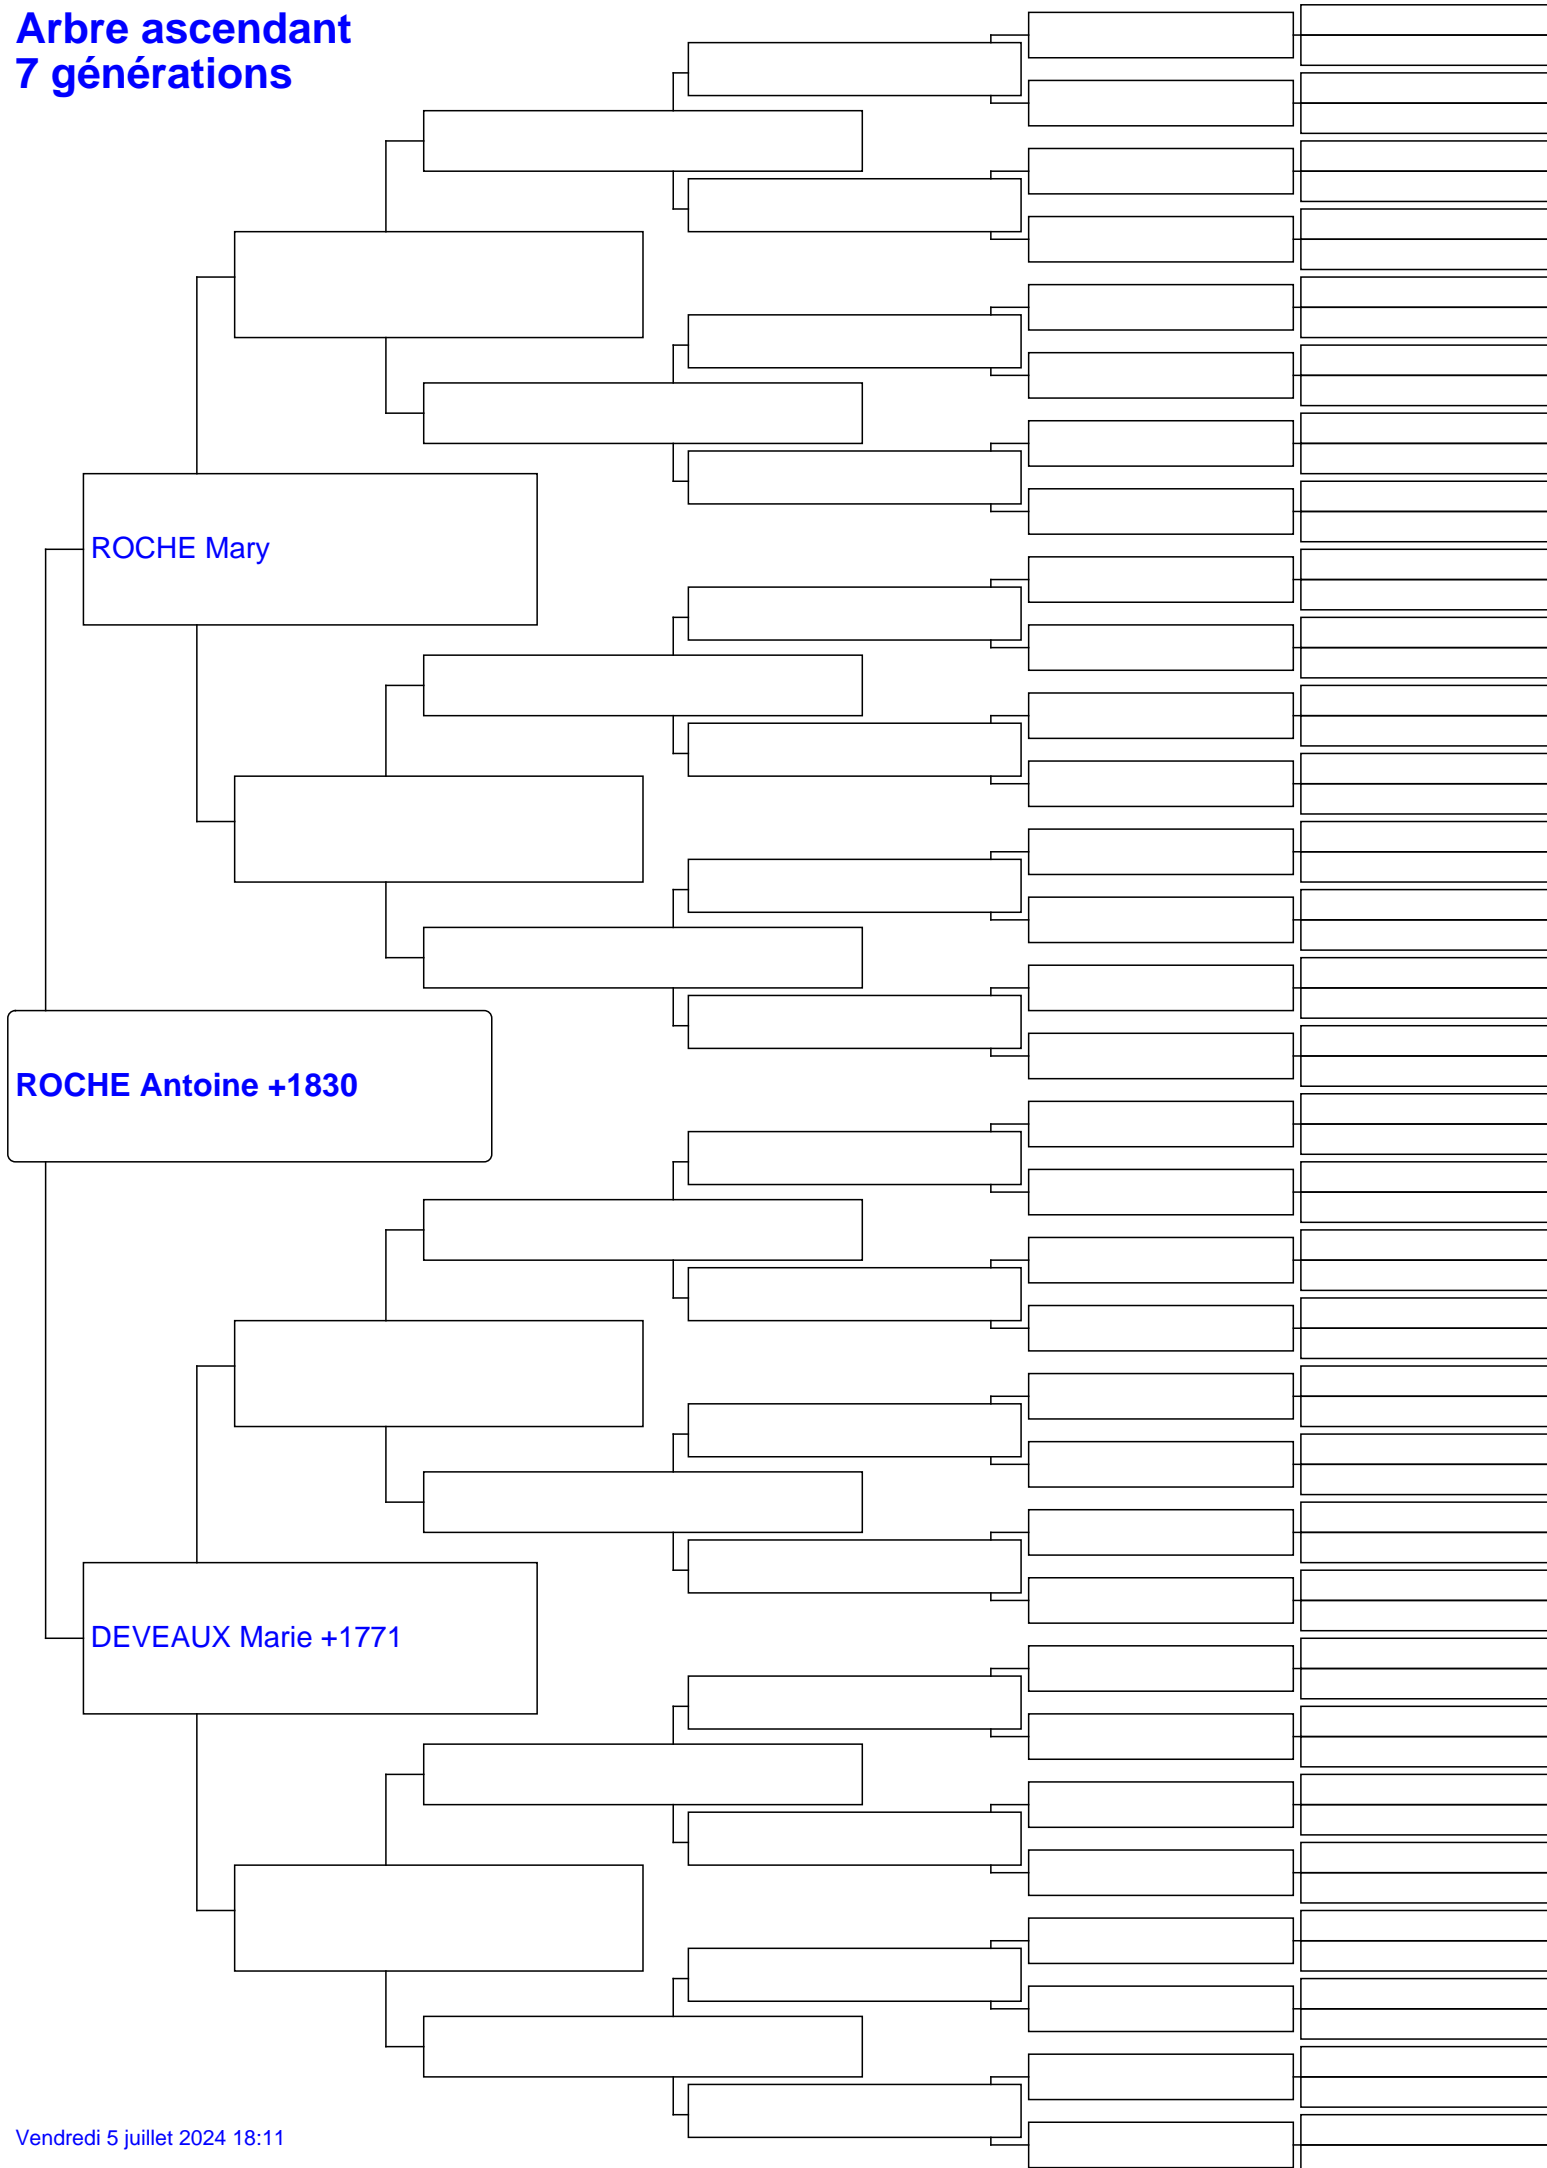 Arbre ascendant
7 générations
ROCHE Mary
ROCHE Antoine +1830
DEVEAUX Marie +1771
Vendredi 5 juillet 2024 18:11